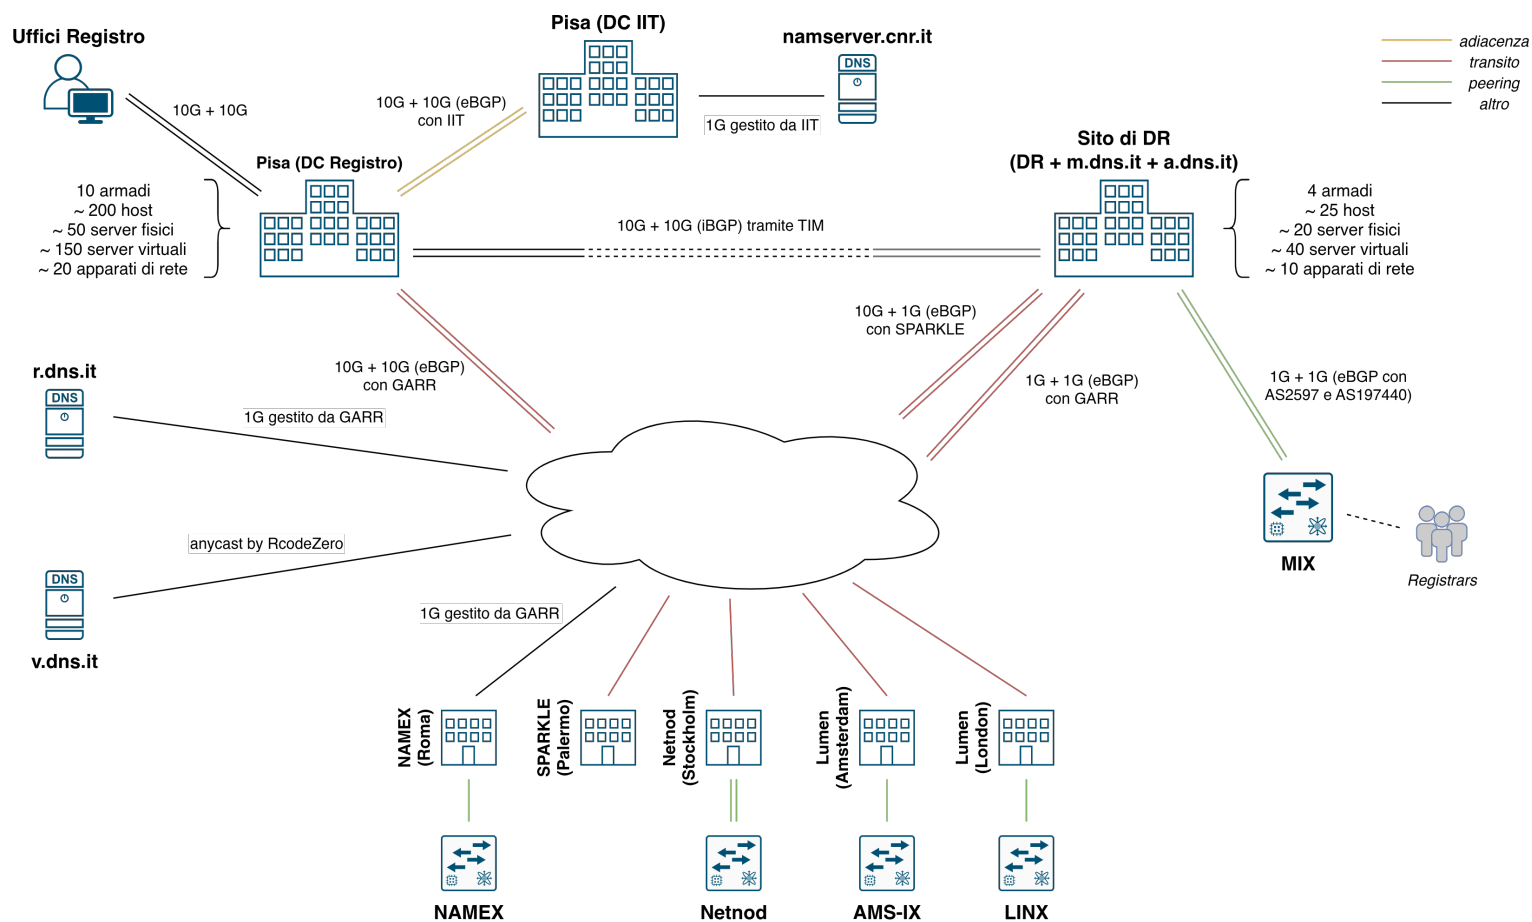 Uffici Registro
Pisa (DC IIT)
namserver.cnr.it
DNS
adiacenza
transito
peering
altro
10G + 10G
10G + 10G (eBGP)
con IIT
1G gestito da IIT
Pisa (DC Registro)
Sito di DR
(DR + m.dns.it + a.dns.it)
10 armadi
~ 200 host
~ 50 server fisici
~ 150 server virtuali
~ 20 apparati di rete
10G + 10G (iBGP) tramite TIM
4 armadi
~ 25 host
~ 20 server fisici
~ 40 server virtuali
~ 10 apparati di rete
10G + 1G (eBGP)
con SPARKLE
10G + 10G (eBGP)
con GARR
1G + 1G (eBGP)
con GARR
1G + 1G (eBGP con
AS2597 e AS197440)
r.dns.it
DNS
1G gestito da GARR
anycast by RcodeZero
DNS
v.dns.it
MIX
Registrars
1G gestito da GARR
NAMEX
(Roma)
SPARKLE
(Palermo)
Netnod
(Stockholm)
Lumen
(Amsterdam)
Lumen
(London)
NAMEX
Netnod
AMS-IX
LINX